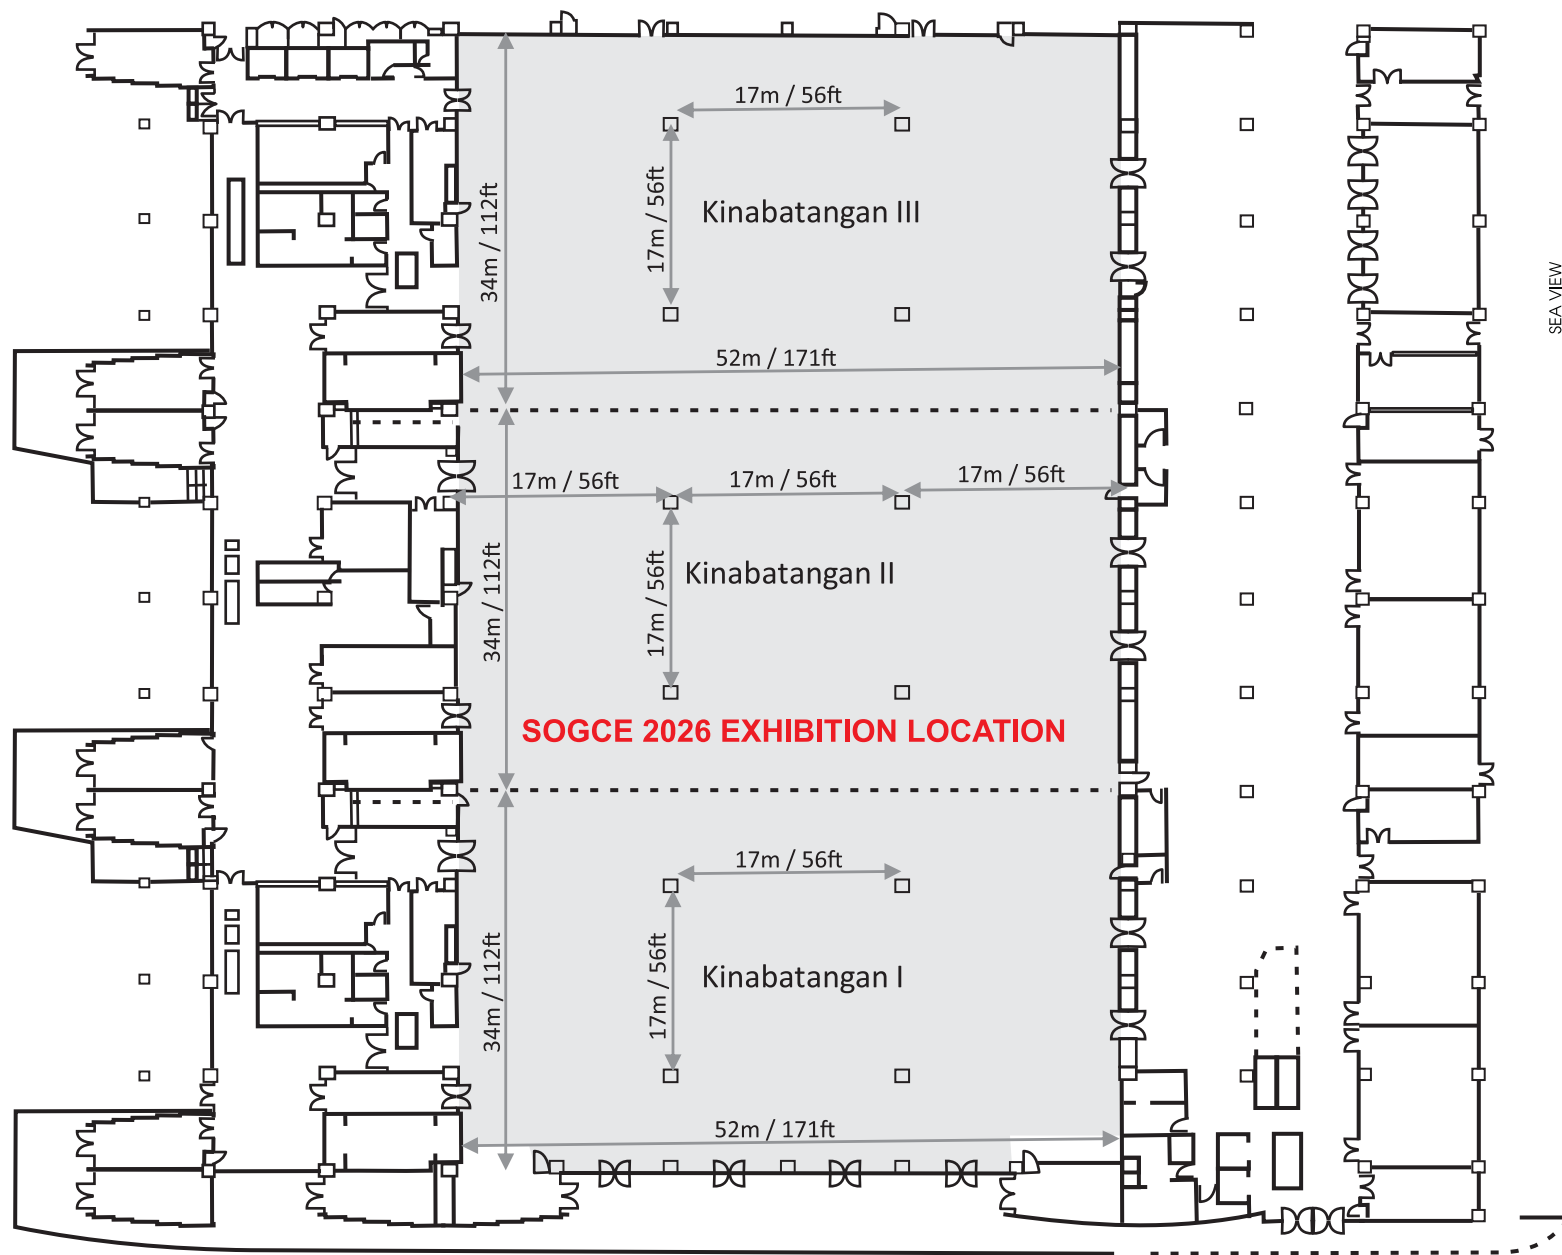 17m / 56ft
34m / 112ft
17m / 56ft
Kinabatangan III
SEA VIEW
52m / 171ft
17m / 56ft
17m / 56ft
17m / 56ft
34m / 112ft
17m / 56ft
Kinabatangan II
SOGCE 2026 EXHIBITION LOCATION
17m / 56ft
34m / 112ft
17m / 56ft
Kinabatangan I
52m / 171ft